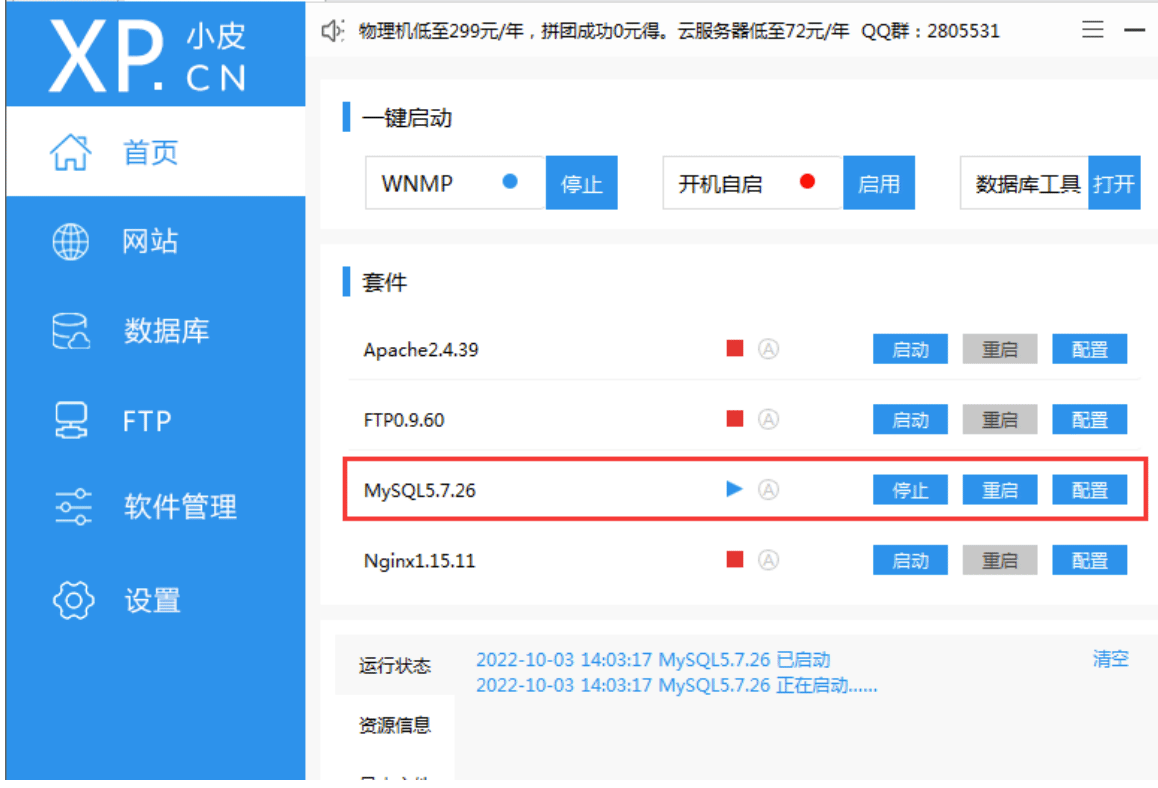 XP. 小皮 CN
物理机低至299元/年，拼团成功0元得。云服务器低至72元/年 QQ群：2805531
首页
网站
数据库
FTP
软件管理
设置
一键启动
WNMP 停止 开机自启 启用 数据库工具 打开
套件
Apache2.4.39 A 启动 重启 配置
FTP0.9.60 A 启动 重启 配置
MySQL5.7.26 A 停止 重启 配置
Nginx1.15.11 A 启动 重启 配置
运行状态
资源信息
2022-10-03 14:03:17 MySQL5.7.26 已启动 清空
2022-10-03 14:03:17 MySQL5.7.26 正在启动......